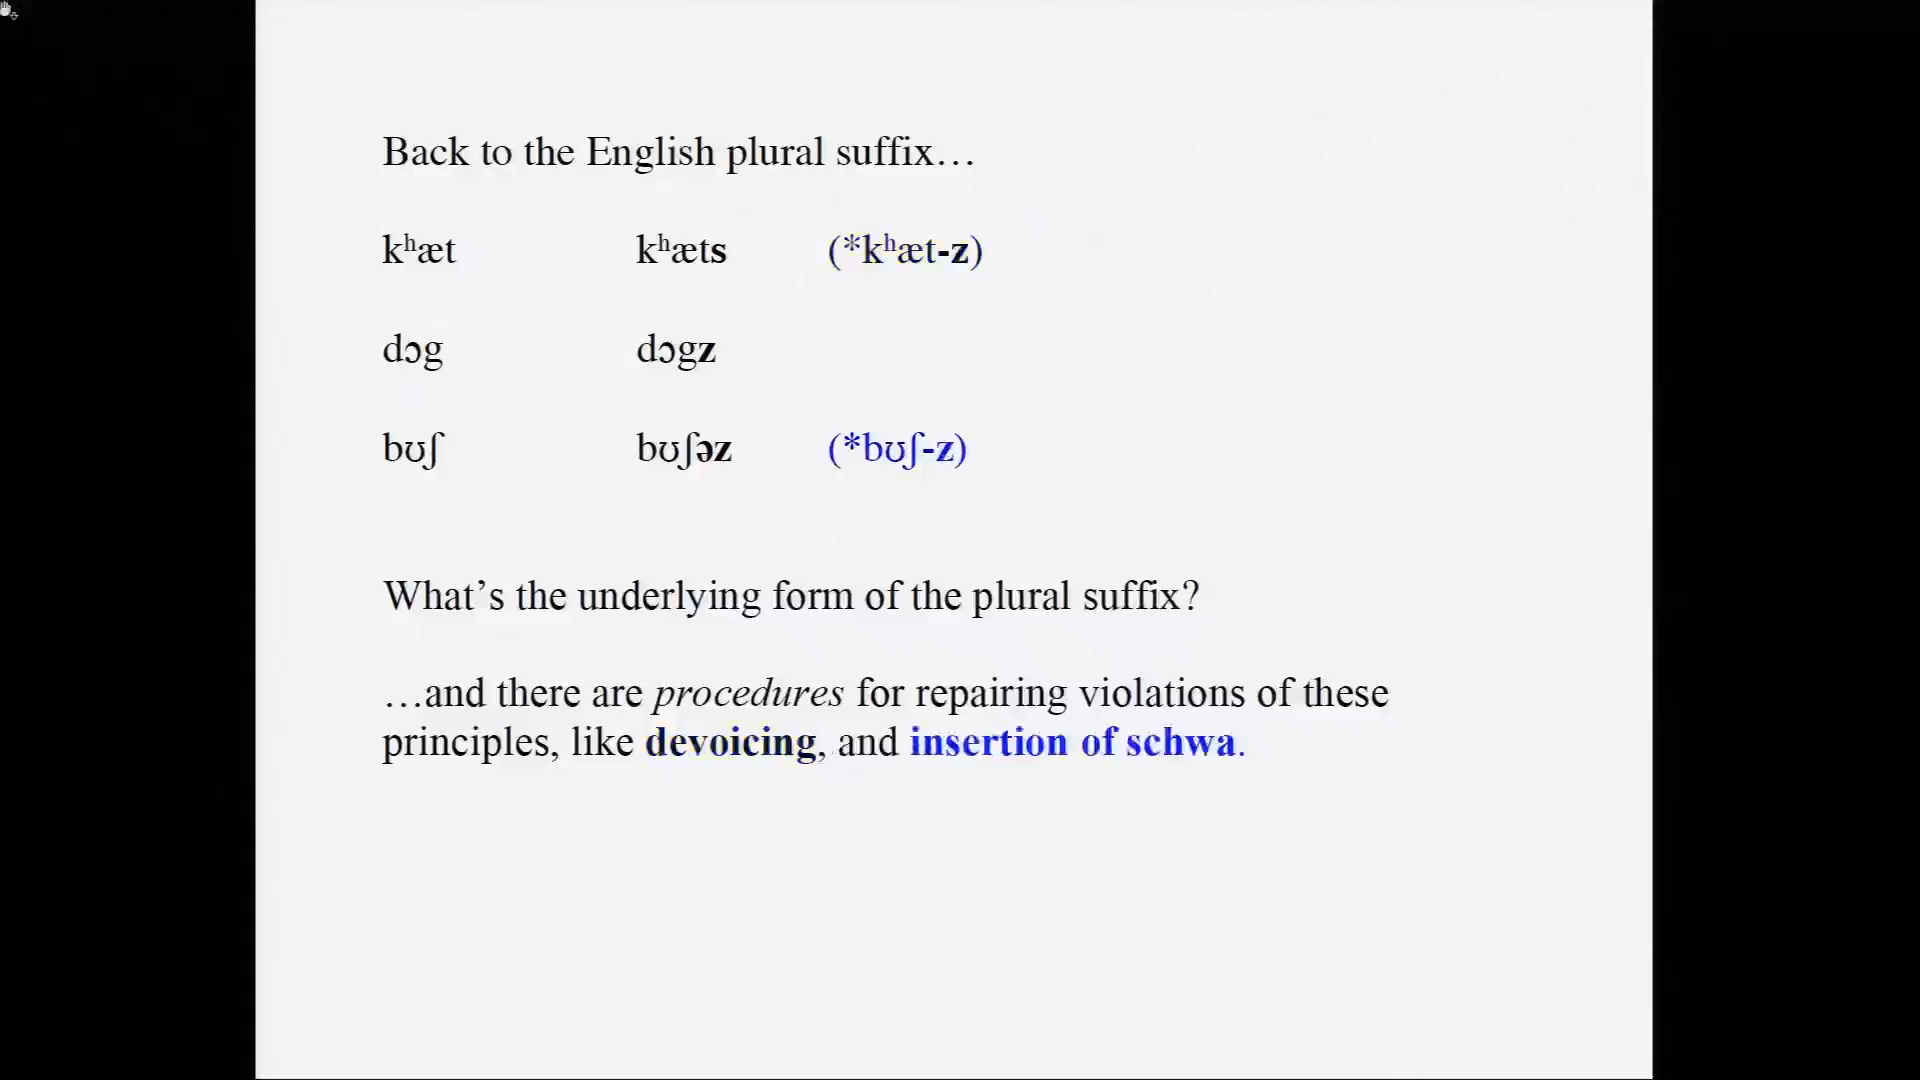 Back to the English plural suffix…
kʰæt kʰæts (*kʰæt-z)
dɔg dɔgz
bʊʃ bʊʃəz (*bʊʃ-z)
What’s the underlying form of the plural suffix?
…and there are procedures for repairing violations of these
principles, like devoicing, and insertion of schwa.